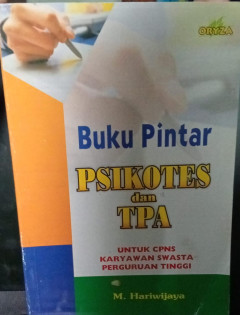 ORYZA
Buku Pintar
PSIKOTES
dan
TPA
UNTUK CPNS
KARYAWAN SWASTA
PERGURUAN TINGGI
M. Hariwijaya